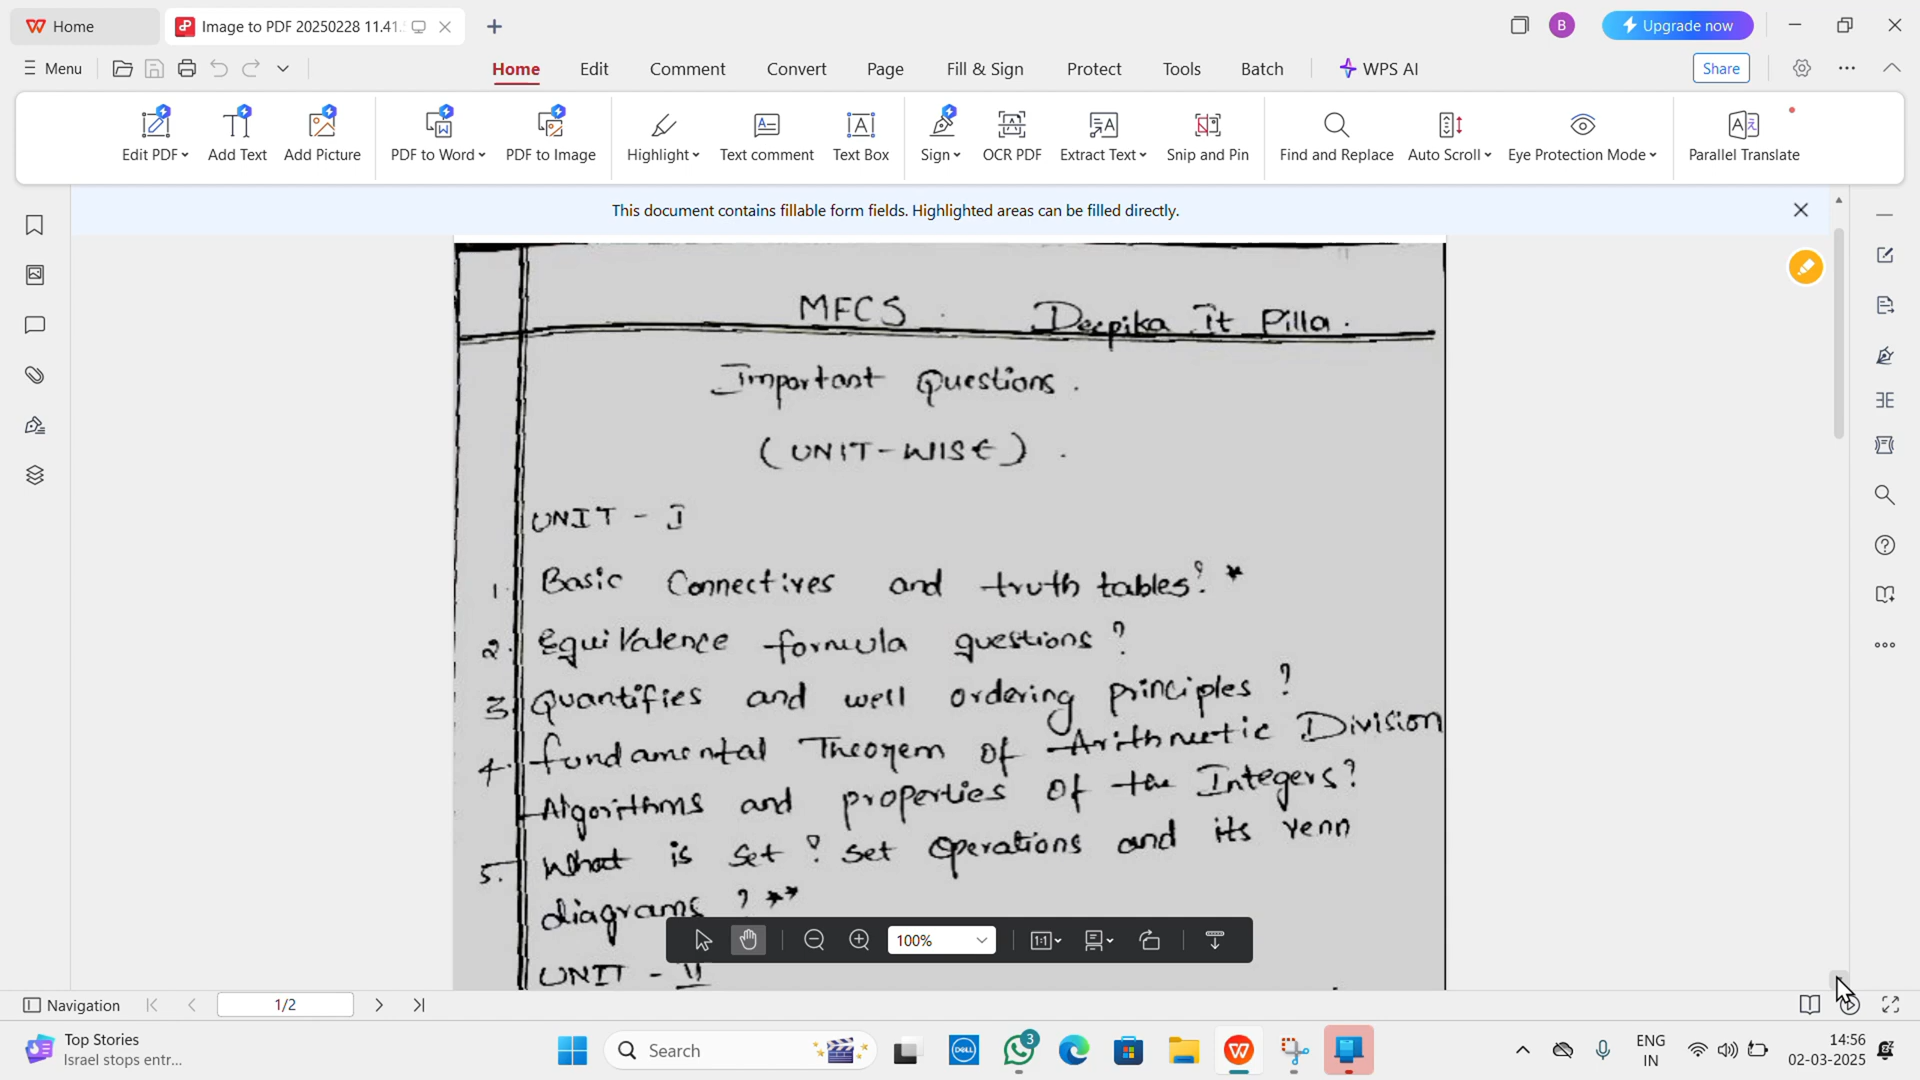 Home
Image to PDF 20250228 11.41.
B
Upgrade now
Menu
Home
Edit
Comment
Convert
Page
Fill & Sign
Protect
Tools
Batch
WPS AI
Share
Edit PDF
Add Text
Add Picture
PDF to Word
PDF to Image
Highlight
Text comment
Text Box
Sign
OCR PDF
Extract Text
Snip and Pin
Find and Replace
Auto Scroll
Eye Protection Mode
Parallel Translate
This document contains fillable form fields. Highlighted areas can be filled directly.
MFCS. Deepika It Pilla.
Important Questions.
(UNIT-WISE).
UNIT - I
1. Basic Connectives and truth tables? *
2. Equivalence formula questions?
3. Quantifies and well ordering principles?
4. fundamental Theorem of Arithmetic Division
Algorithms and properties of the Integers?
5. What is set? set operations and its venn
diagrams? **
UNIT - II
100%
1:1
Navigation
1/2
Top Stories
Israel stops entr...
Search
DELL
3
ENG
IN
14:56
02-03-2025